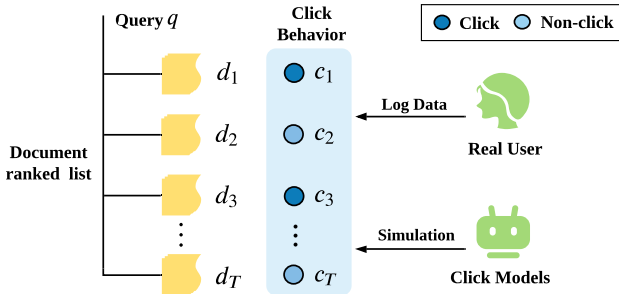 Query q
Click
Behavior
Click
Non-click
d1
c1
d2
c2
d3
c3
dT
cT
Document
ranked list
Log Data
Real User
Simulation
Click Models